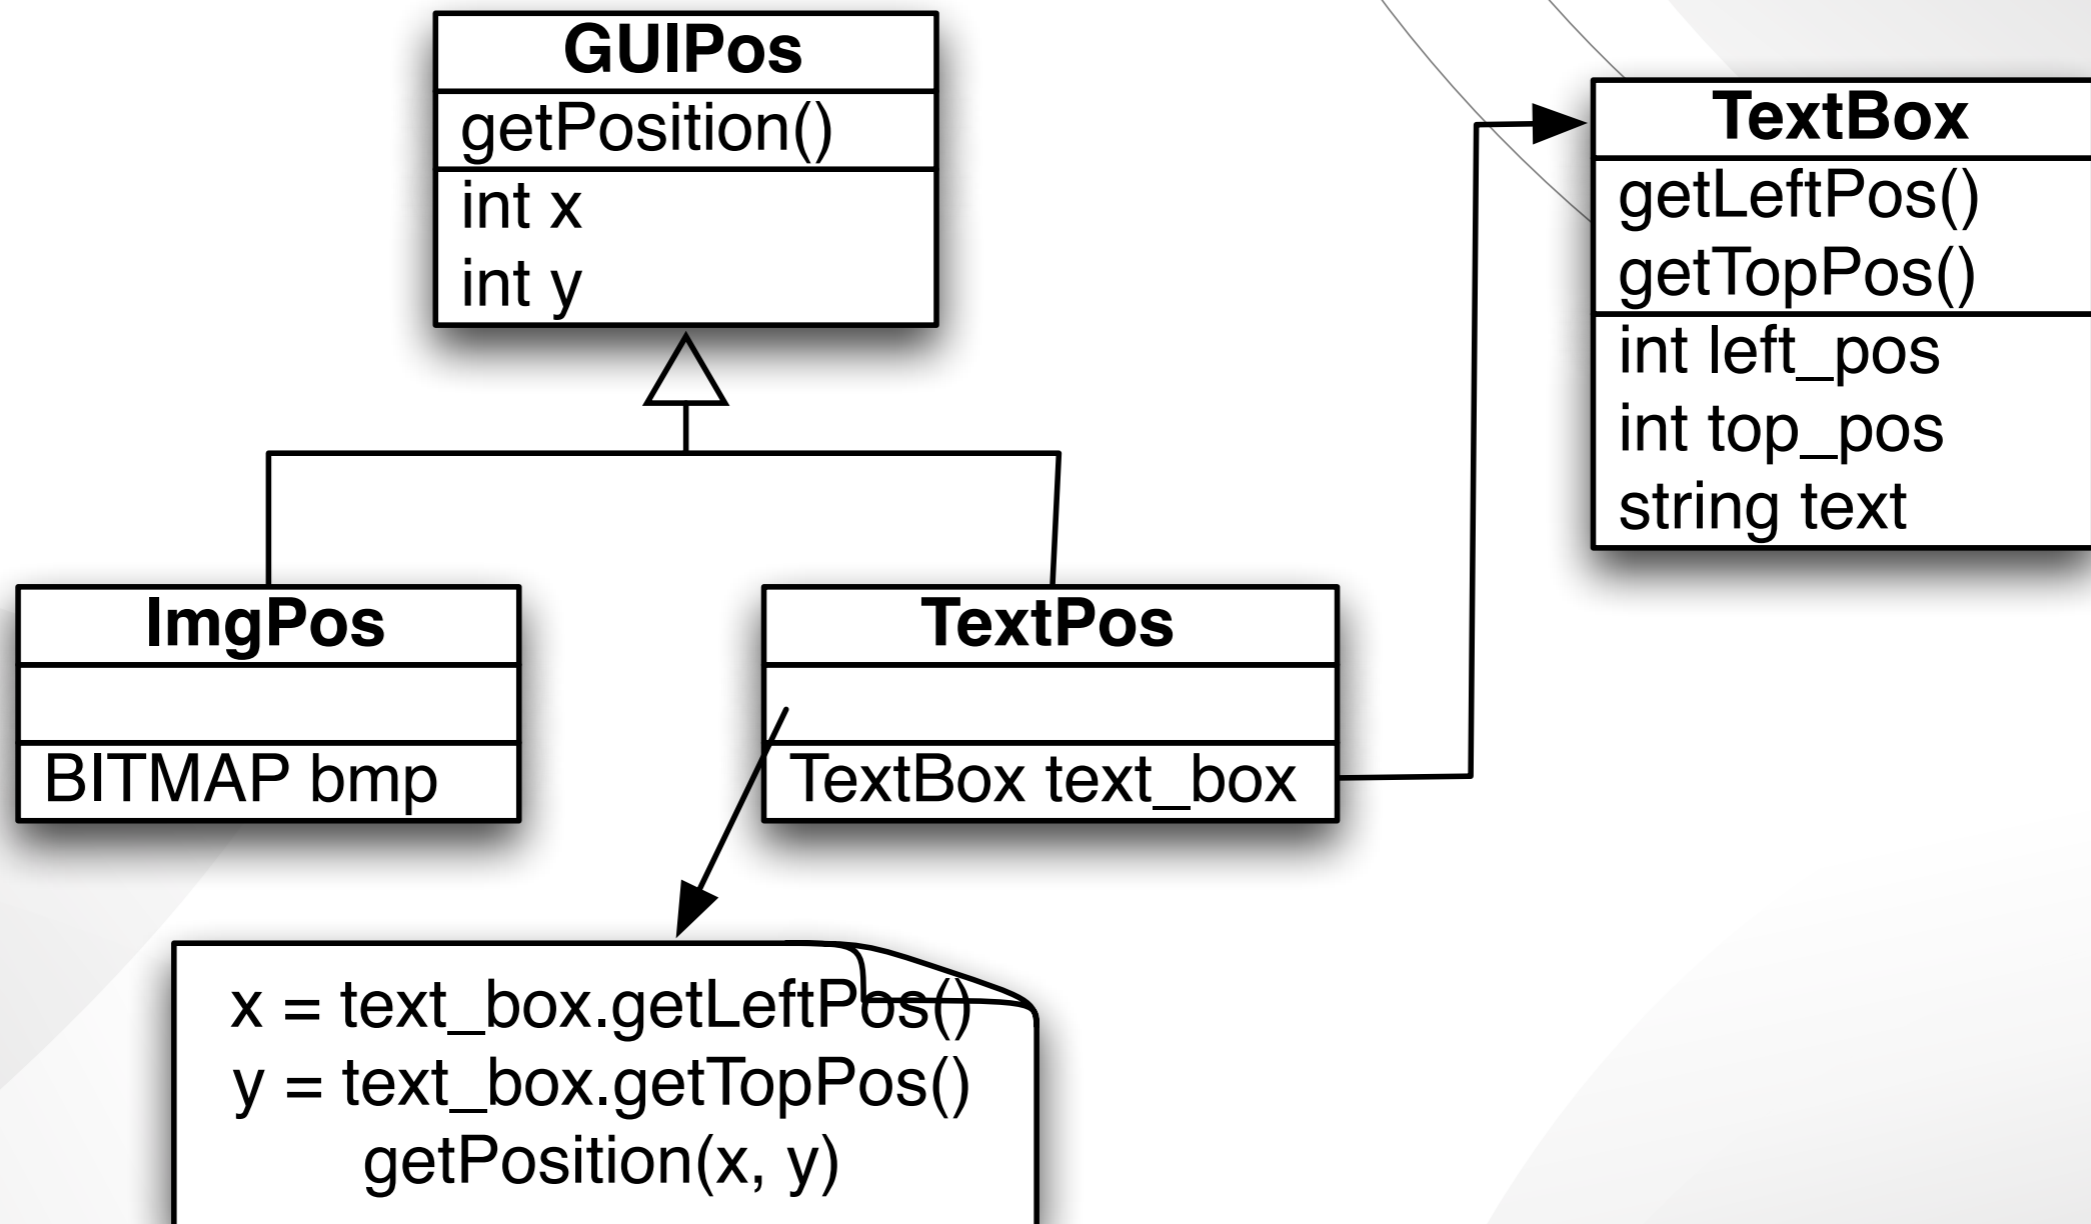 GUIPos
getPosition()
int x
int y
TextBox
getLeftPos()
getTopPos()
int left_pos
int top_pos
string text
ImgPos
BITMAP bmp
TextPos
TextBox text_box
x = text_box.getLeftPos()
y = text_box.getTopPos()
getPosition(x, y)